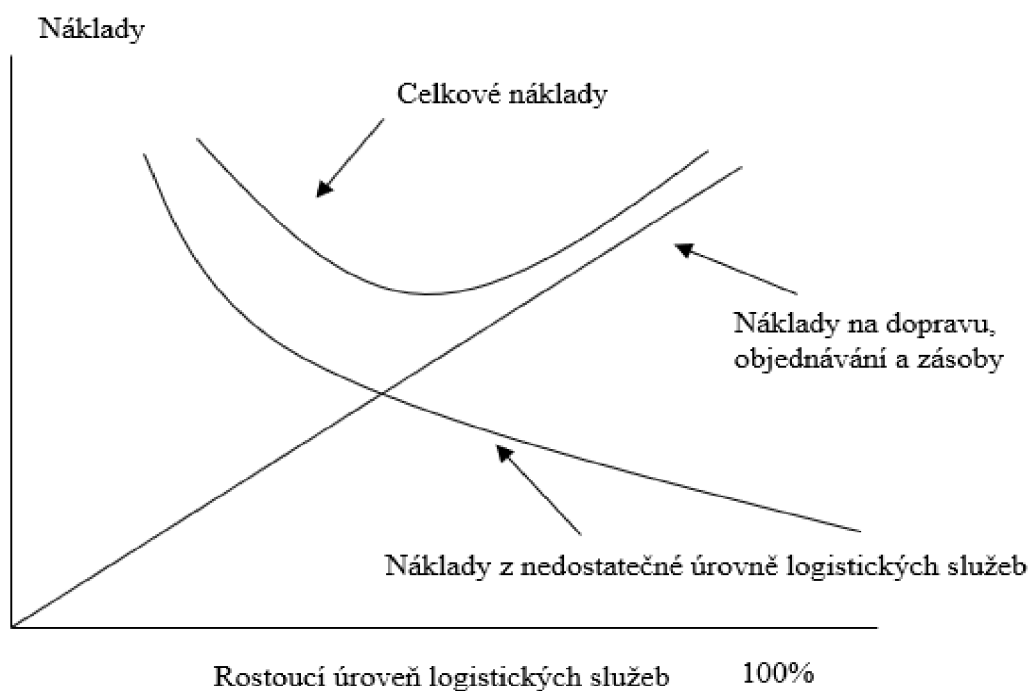 Náklady
Celkové náklady
Náklady na dopravu,
objednávání a zásoby
Náklady z nedostatečné úrovně logistických služeb
Rostoucí úroveň logistických služeb 100%